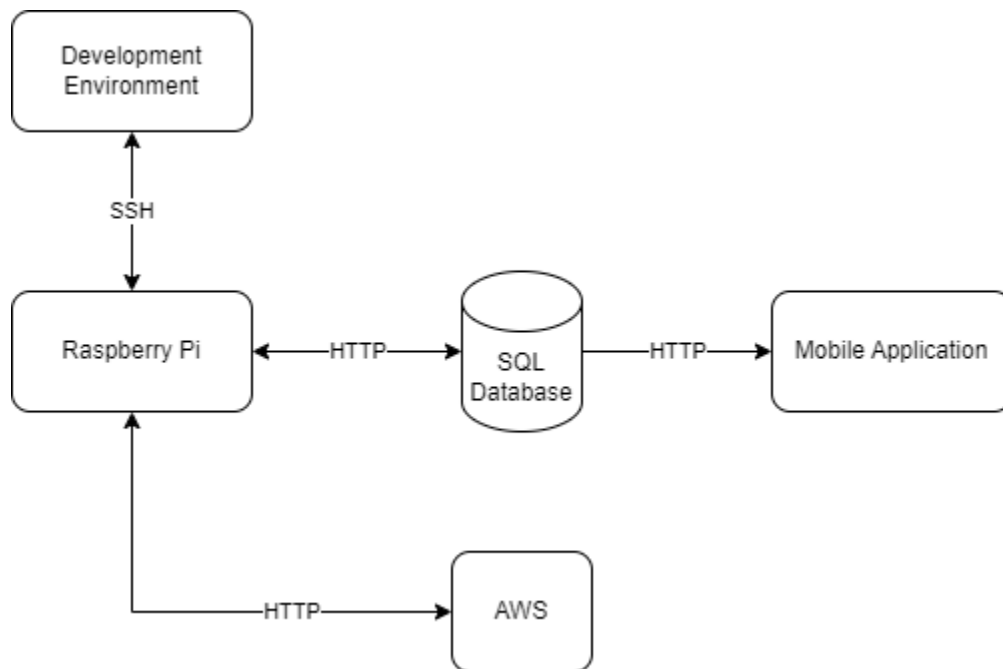 Development
Environment
SSH
Raspberry Pi
HTTP
SQL
Database
HTTP
Mobile Application
HTTP
AWS